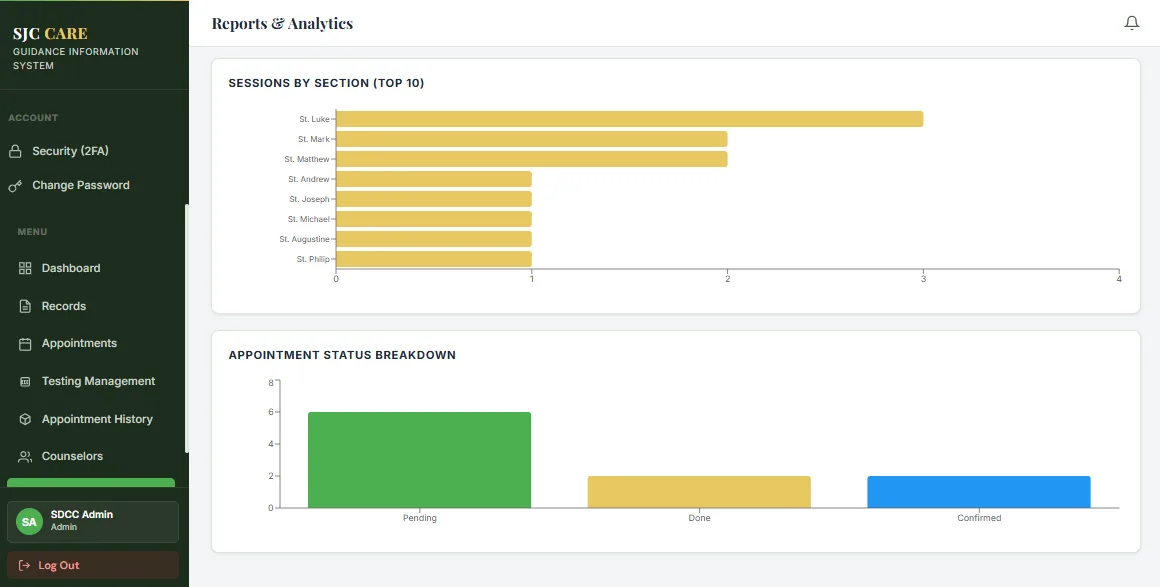 SJC CARE
GUIDANCE INFORMATION
SYSTEM
ACCOUNT
Security (2FA)
Change Password
MENU
Dashboard
Records
Appointments
Testing Management
Appointment History
Counselors
SA
SDCC Admin
Admin
Log Out
Reports & Analytics
SESSIONS BY SECTION (TOP 10)
St. Luke
St. Mark
St. Matthew
St. Andrew
St. Joseph
St. Michael
St. Augustine
St. Philip
0 1 2 3 4
APPOINTMENT STATUS BREAKDOWN
8
6
4
2
0
Pending Done Confirmed